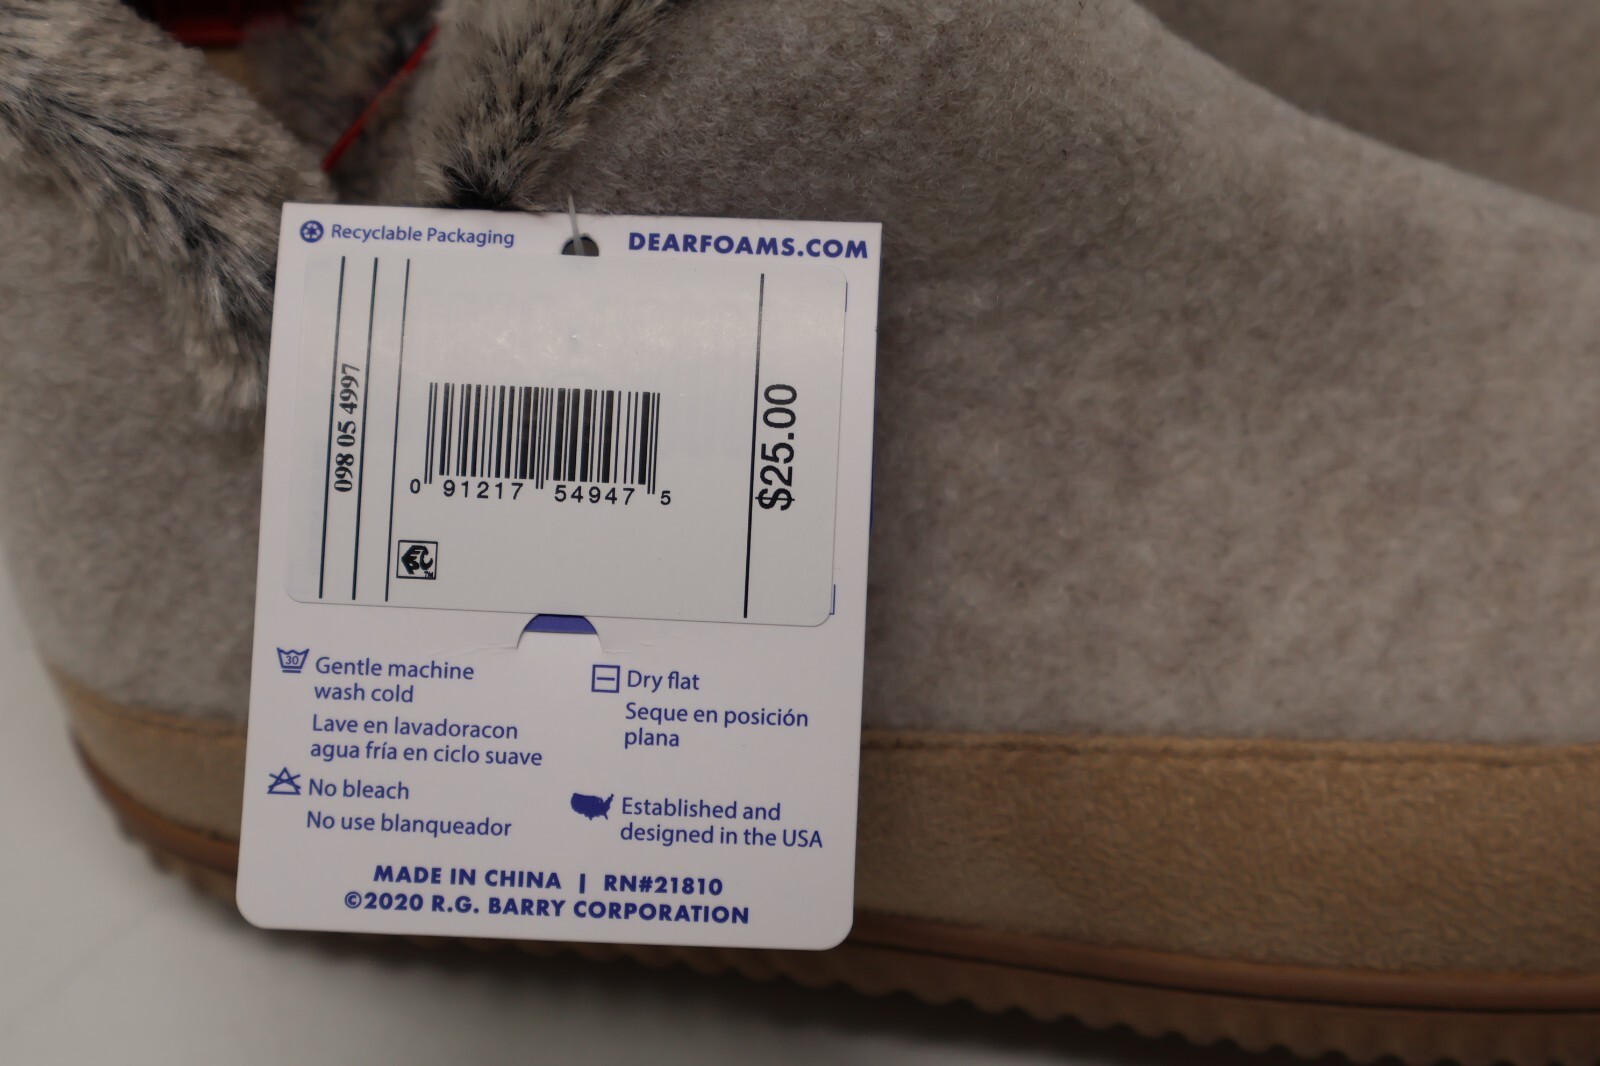 Recyclable Packaging
DEARFOAMS.COM
098 05 4997
0 91217 54947 5
$25.00
30
Gentle machine
wash cold
Lave en lavadoracon
agua fría en ciclo suave
No bleach
No use blanqueador
Dry flat
Seque en posición
plana
Established and
designed in the USA
MADE IN CHINA | RN#21810
©2020 R.G. BARRY CORPORATION